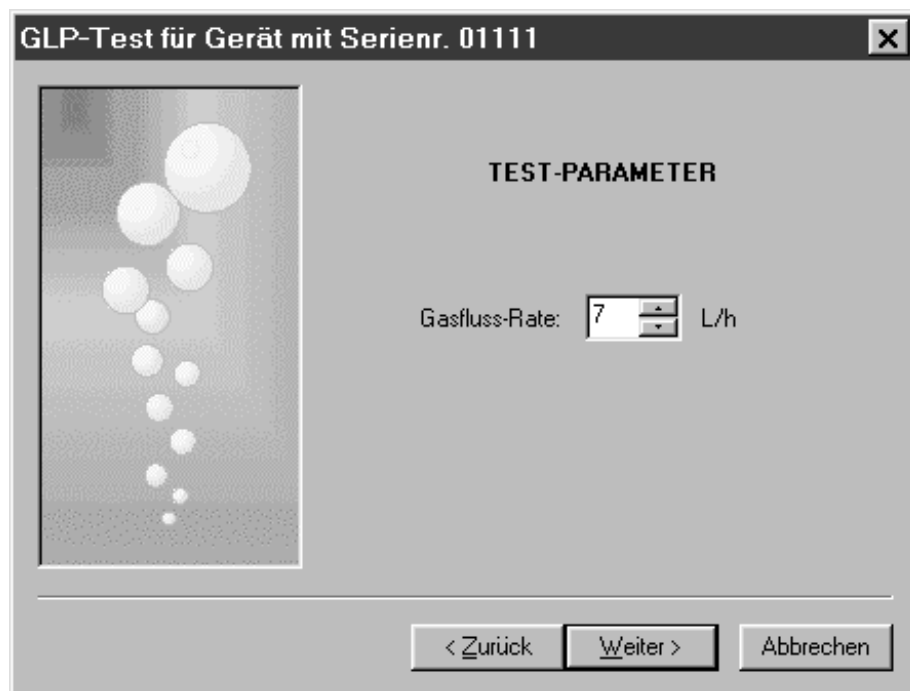 GLP-Test für Gerät mit Serienr. 01111
TEST-PARAMETER
Gasfluss-Rate: 7 L/h
< Zurück Weiter > Abbrechen